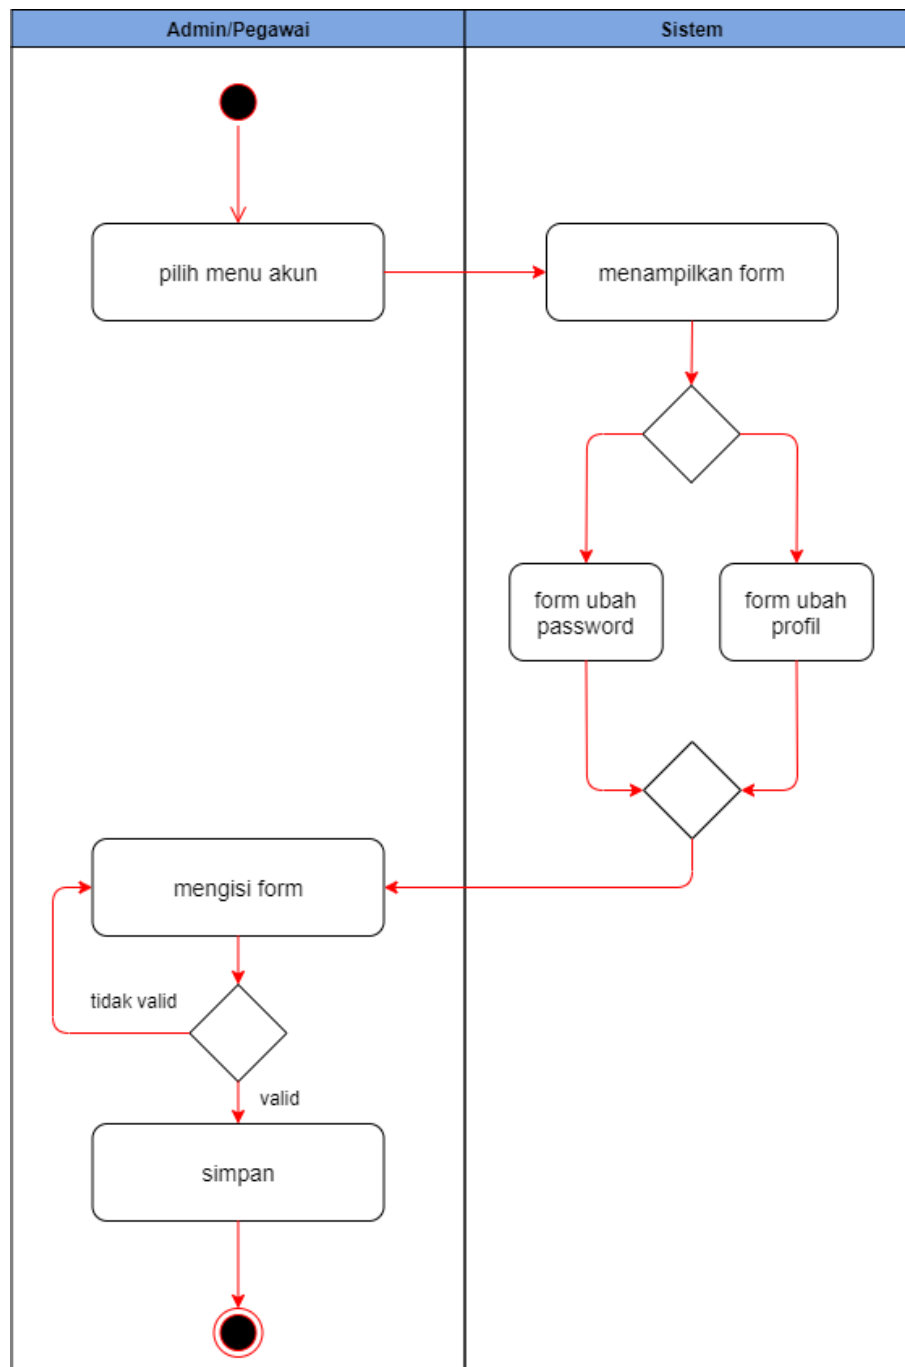 Admin/Pegawai
Sistem
pilih menu akun
menampilkan form
form ubah
password
form ubah
profil
mengisi form
tidak valid
valid
simpan